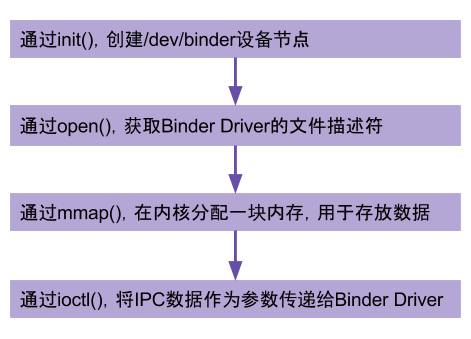 通过init()，创建/dev/binder设备节点
通过open()，获取Binder Driver的文件描述符
通过mmap()，在内核分配一块内存，用于存放数据
通过ioctl()，将IPC数据作为参数传递给Binder Driver